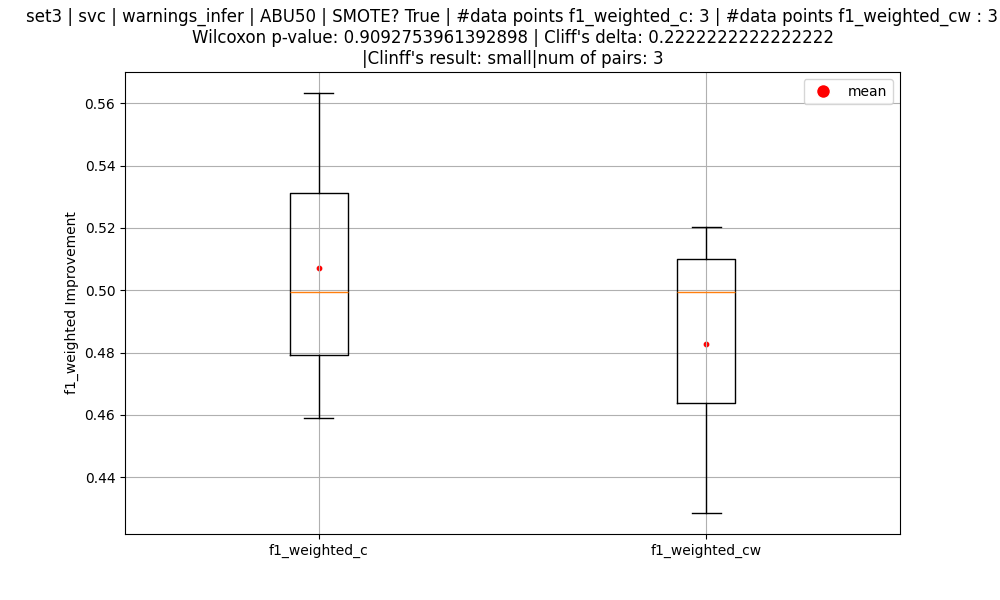 set3 | svc | warnings_infer | ABU50 | SMOTE? True | #data points f1_weighted_c: 3 | #data points f1_weighted_cw : 3
Wilcoxon p-value: 0.9092753961392898 | Cliff's delta: 0.2222222222222222
|Clinff's result: small|num of pairs: 3
mean
0.56
0.54
0.52
0.50
0.48
0.46
0.44
f1_weighted Improvement
f1_weighted_c
f1_weighted_cw